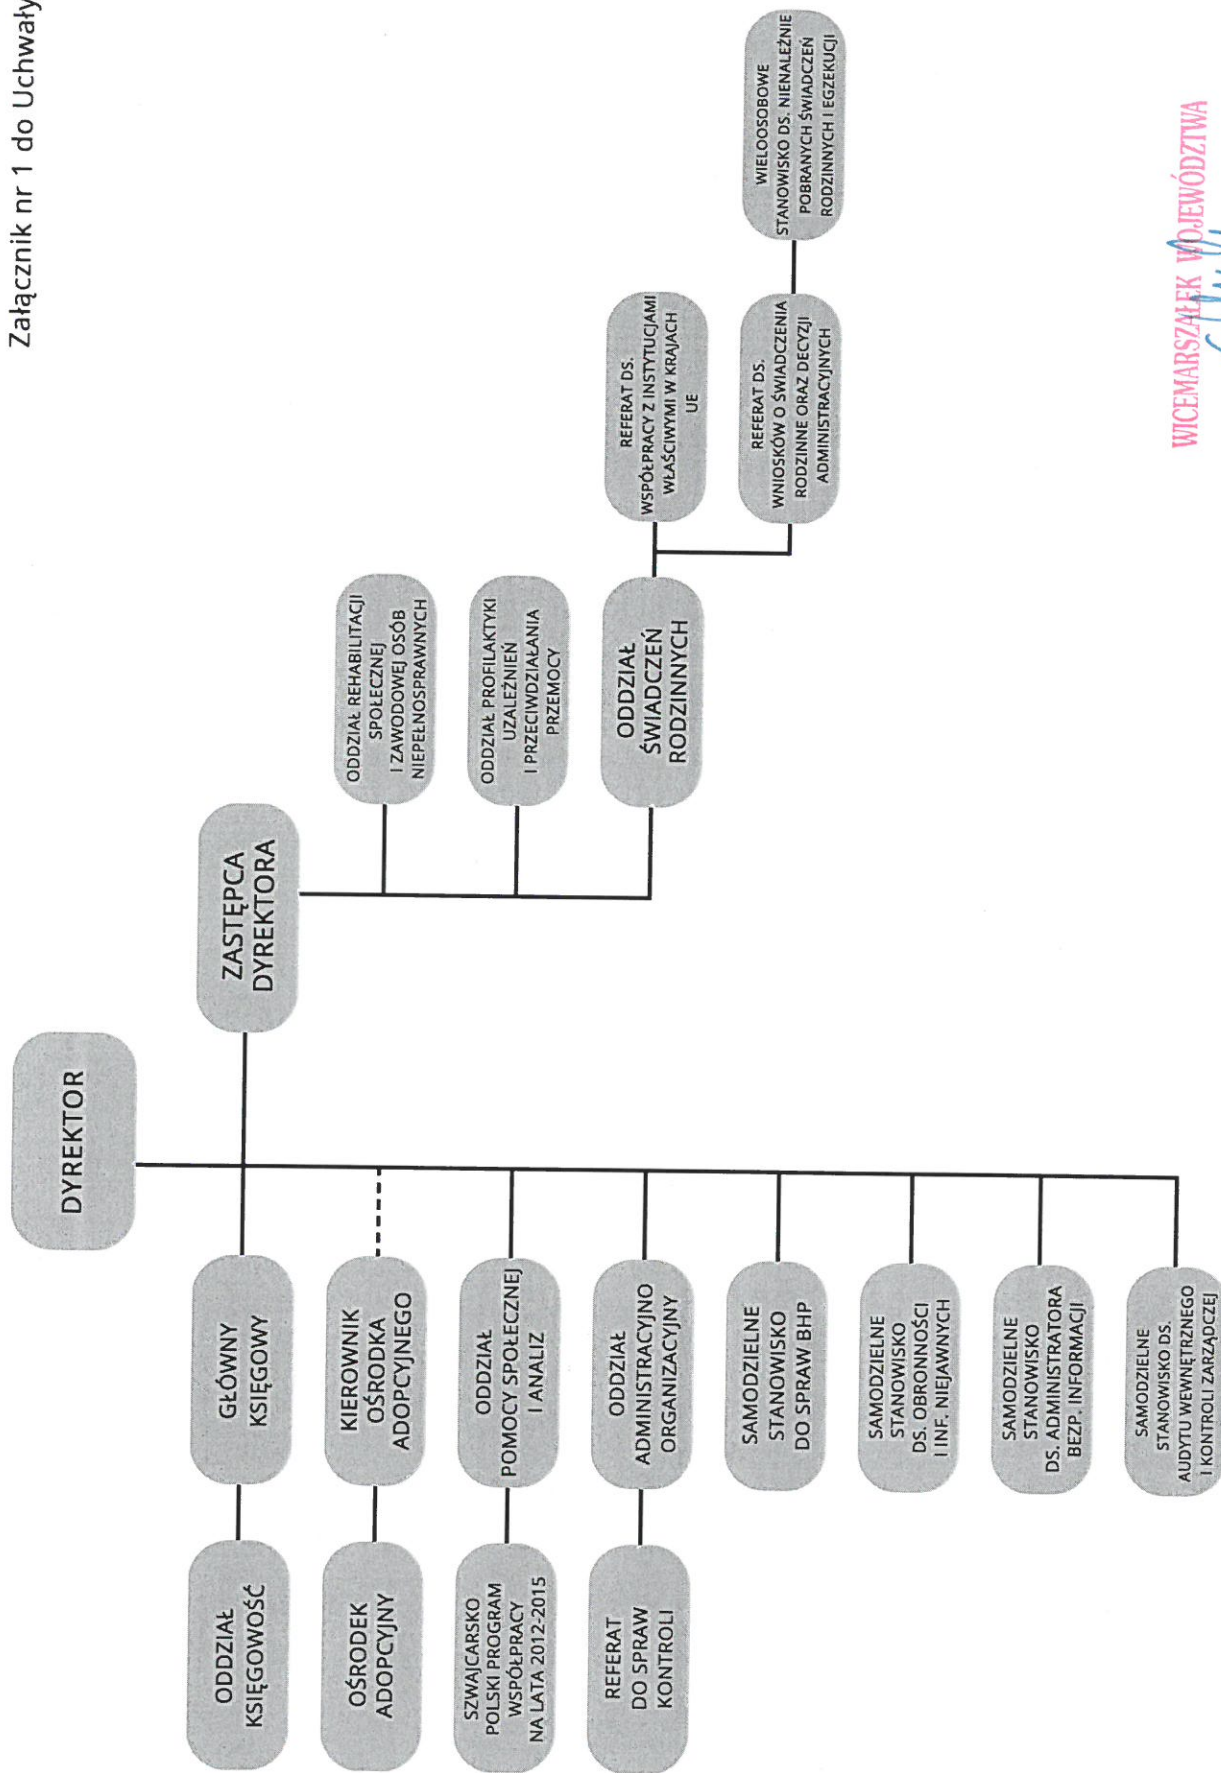 Załącznik nr 1 do Uchwały
DYREKTOR
ZASTĘPCA
DYREKTORA
GŁÓWNY
KSIĘGOWY
ODDZIAŁ
KSIĘGOWOŚĆ
KIEROWNIK
OŚRODKA
ADOPCYJNEGO
OŚRODEK
ADOPCYJNY
ODDZIAŁ
POMOCY SPOŁECZNEJ
I ANALIZ
SZWAJCARSKO
POLSKI PROGRAM
WSPÓŁPRACY
NA LATA 2012-2015
ODDZIAŁ
ADMINISTRACYJNO
ORGANIZACYJNY
REFERAT
DO SPRAW
KONTROLI
SAMODZIELNE
STANOWISKO
DO SPRAW BHP
SAMODZIELNE
STANOWISKO
DS. OBRONNOŚCI
I INF. NIEJAWNYCH
SAMODZIELNE
STANOWISKO
DS. ADMINISTRATORA
BEZP. INFORMACJI
SAMODZIELNE
STANOWISKO DS.
AUDYTU WEWNĘTRZNEGO
I KONTROLI ZARZĄDCZEJ
ODDZIAŁ REHABILITACJI
SPOŁECZNEJ
I ZAWODOWEJ OSÓB
NIEPEŁNOSPRAWNYCH
ODDZIAŁ PROFILAKTYKI
UZALEŻNIEŃ
I PRZECIWDZIAŁANIA
PRZEMOCY
ODDZIAŁ
ŚWIADCZEŃ
RODZINNYCH
REFERAT DS.
WSPÓŁPRACY Z INSTYTUCJAMI
WŁAŚCIWYMI W KRAJACH
UE
REFERAT DS.
WNIOSKÓW O ŚWIADCZENIA
RODZINNE ORAZ DECYZJI
ADMINISTRACYJNYCH
WIELOOSOBOWE
STANOWISKO DS. NIENALEŻNIE
POBRANYCH ŚWIADCZEŃ
RODZINNYCH I EGZEKUCJI
WICEMARSZAŁEK WOJEWÓDZTWA